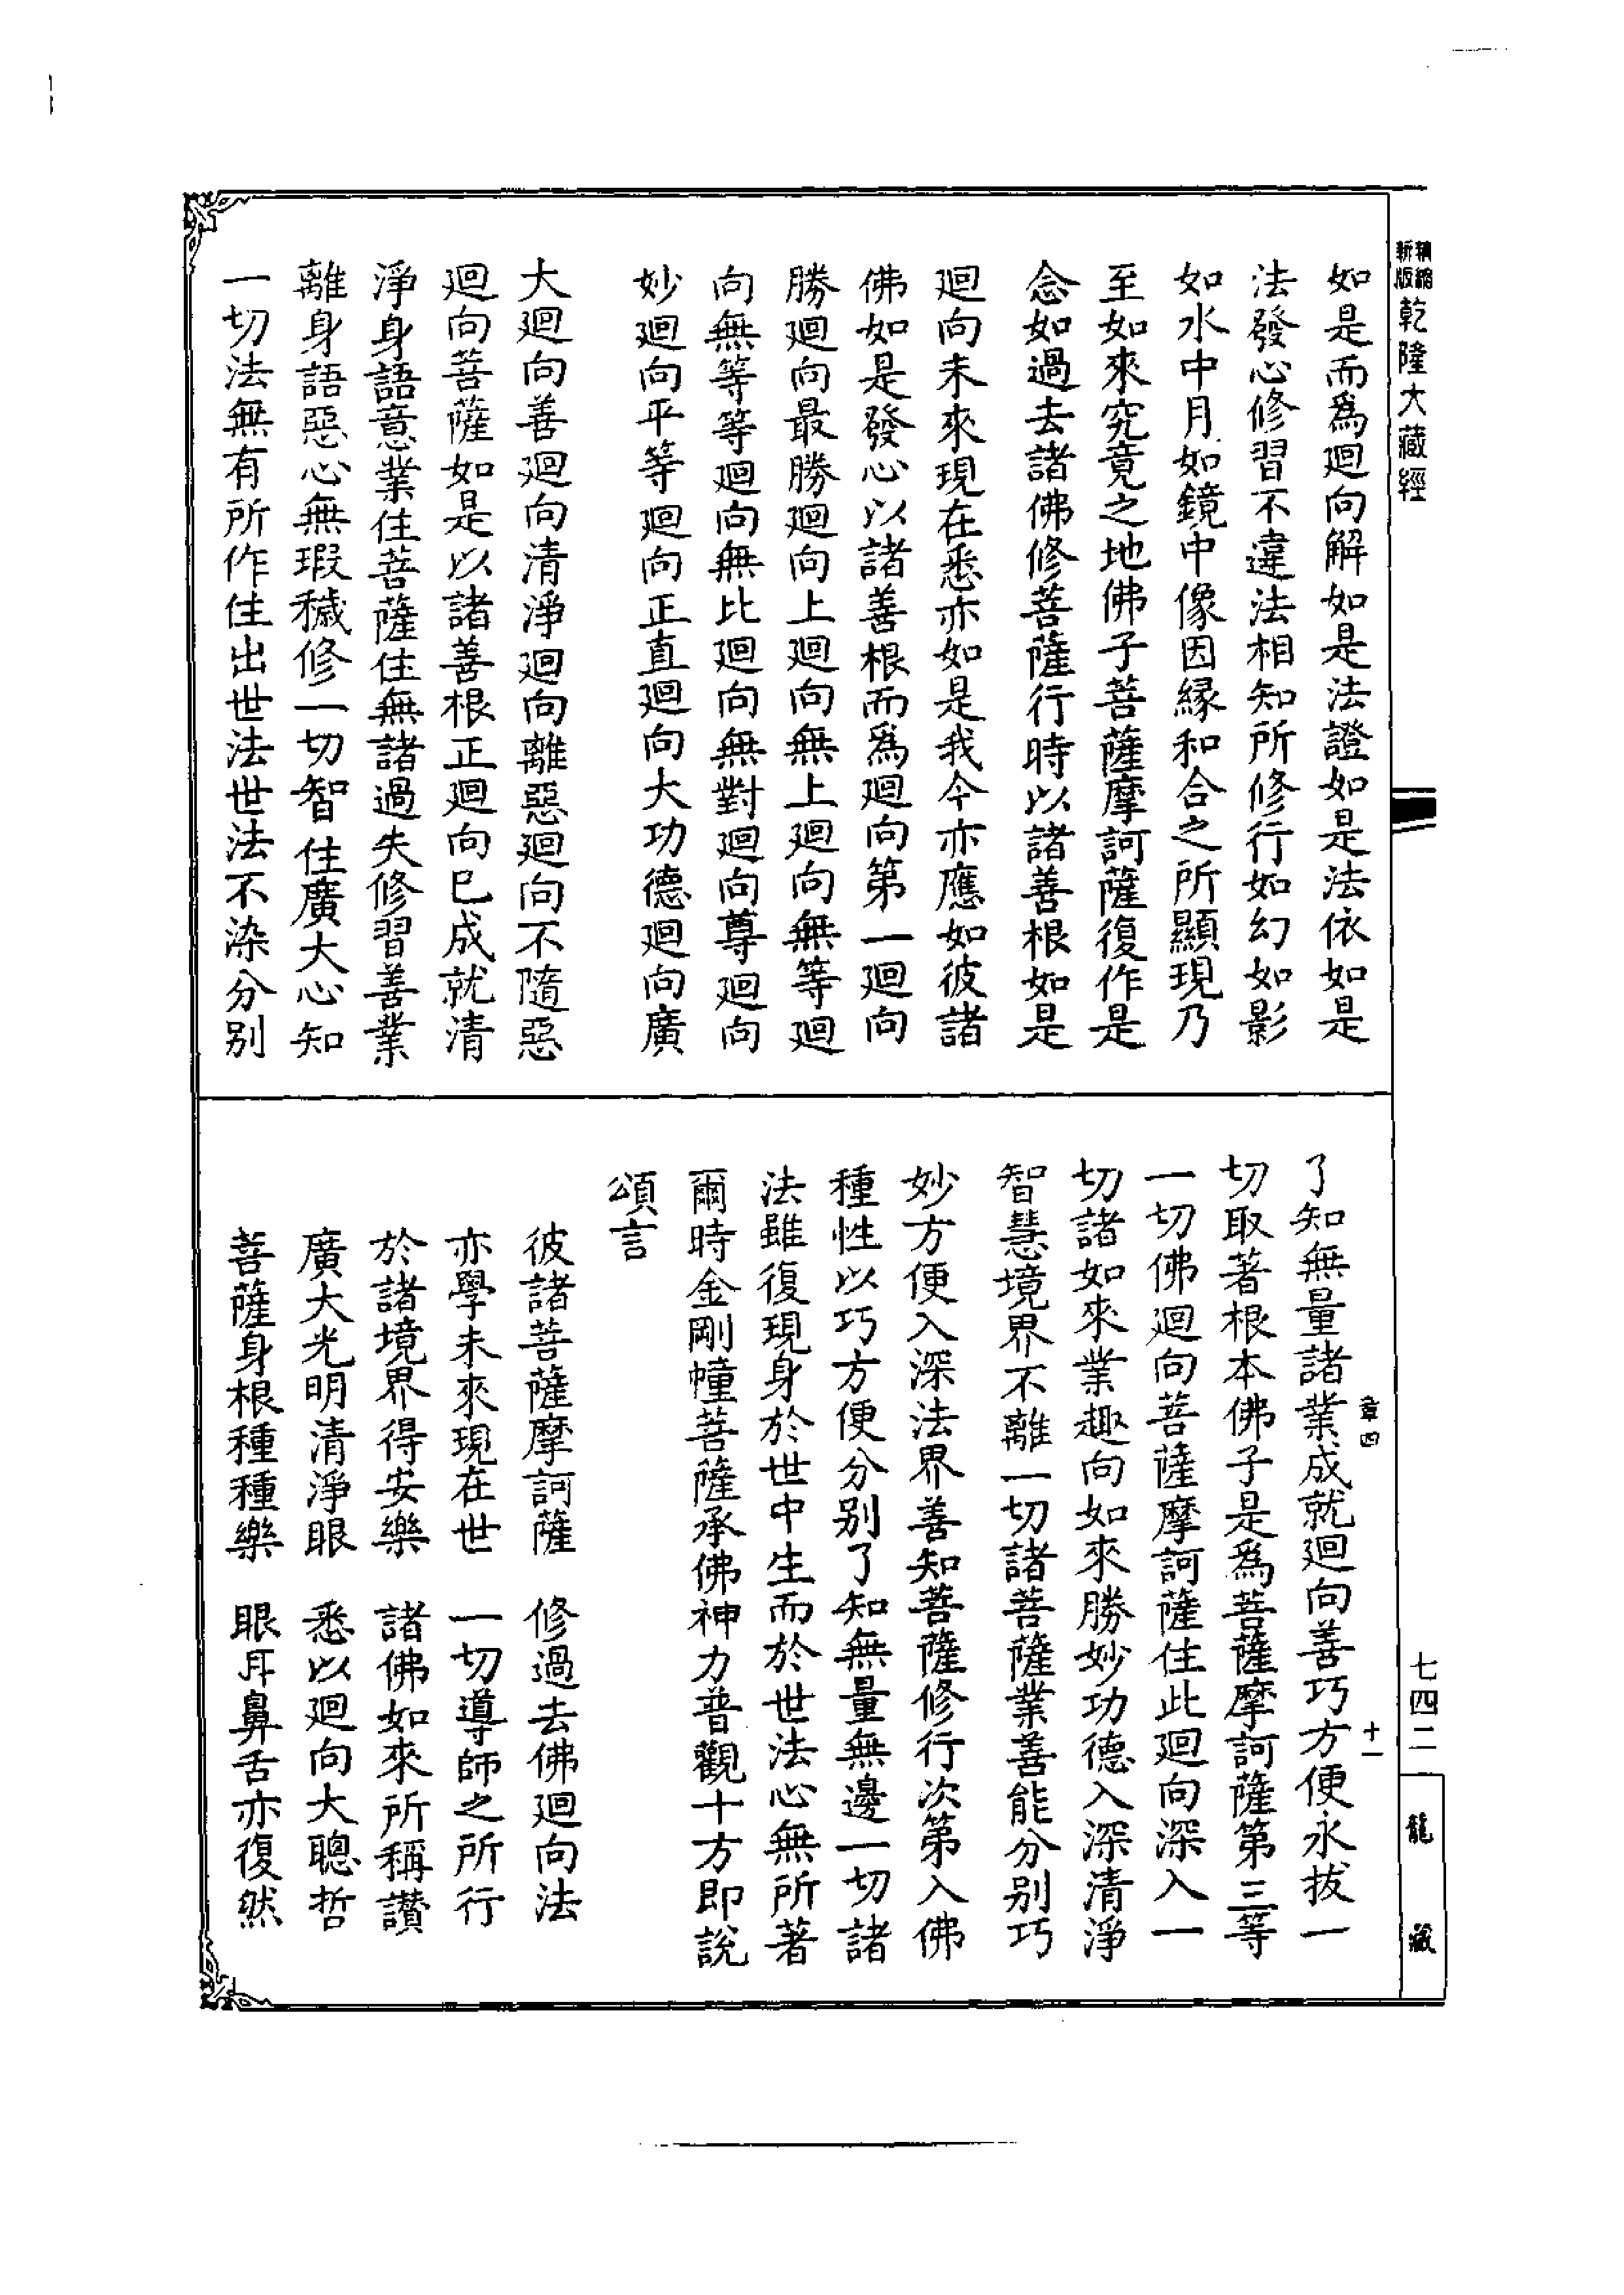 精縮新版乾隆大藏經
如是而爲廻向解如是法證如是法依如是
法發心修習不違法相知所修行如幻如影
如水中月如鏡中像因緣和合之所顯現乃
至如來究竟之地佛子菩薩摩訶薩復作是
念如過去諸佛修菩薩行時以諸善根如是
廻向未來現在悉亦如是我今亦應如彼諸
佛如是發心以諸善根而爲廻向第一廻向
勝廻向最勝廻向上廻向無上廻向無等廻
向無等等廻向無比廻向無對廻向尊廻向
妙廻向平等廻向正直廻向大功德廻向廣
大廻向善廻向清淨廻向離惡廻向不隨惡
廻向菩薩如是以諸善根正廻向已成就清
淨身語意業住菩薩住無諸過失修習善業
離身語惡心無瑕穢修一切智住廣大心知
一切法無有所作住出世法世法不染分別
了知無量諸業成就廻向善巧方便永拔一
切取著根本佛子是爲菩薩摩訶薩第三等
一切佛廻向菩薩摩訶薩住此廻向深入一
切諸如來業趣向如來勝妙功德入深清淨
智慧境界不離一切諸菩薩業善能分別巧
妙方便入深法界善知菩薩修行次第入佛
種性以巧方便分別了知無量無邊一切諸
法雖復現身於世中生而於世法心無所著
爾時金剛幢菩薩承佛神力普觀十方即說
頌言
彼諸菩薩摩訶薩　修過去佛廻向法
亦學未來現在世　一切導師之所行
於諸境界得安樂　諸佛如來所稱讚
廣大光明清淨眼　悉以廻向大聰哲
菩薩身根種種樂　眼耳鼻舌亦復然
章四
十一
七四二
龍藏